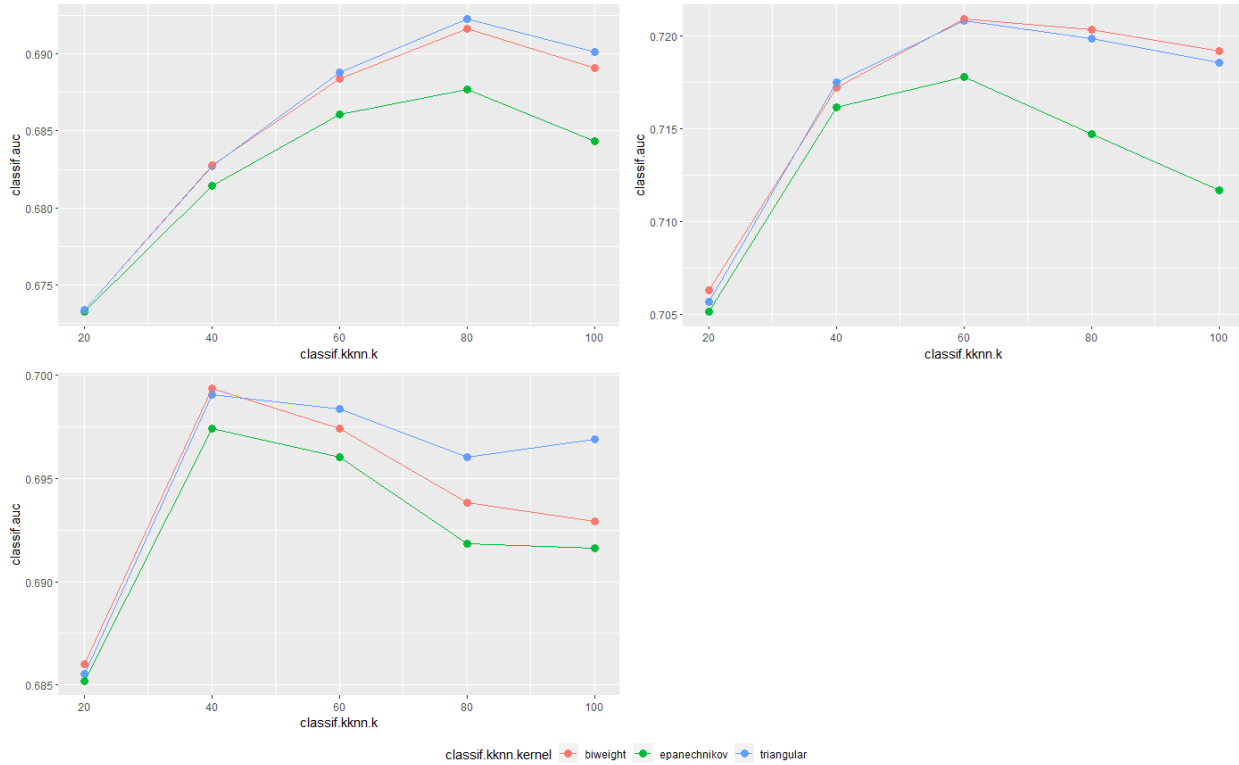 0.690
0.685
0.680
0.675
classif.auc
20 40 60 80 100
classif.kknn.k
0.720
0.715
0.710
0.705
classif.auc
20 40 60 80 100
classif.kknn.k
0.700
0.695
0.690
0.685
classif.auc
20 40 60 80 100
classif.kknn.k
classif.kknn.kernel biweight epanechnikov triangular